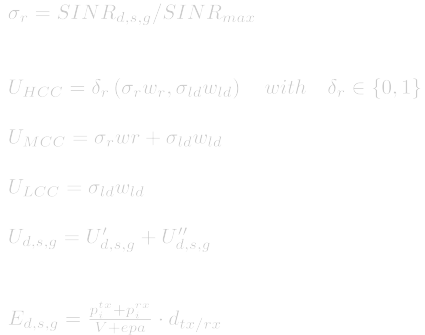 σ_r = SINR_{d,s,g}/SINR_{max}
U_{HCC} = δ_r (σ_r w_r, σ_{ld} w_{ld}) with δ_r ∈ {0, 1}
U_{MCC} = σ_r wr + σ_{ld} w_{ld}
U_{LCC} = σ_{ld} w_{ld}
U_{d,s,g} = U'_{d,s,g} + U''_{d,s,g}
E_{d,s,g} = \frac{p_i^{tx} + p_i^{rx}}{V + epa} · d_{tx/rx}